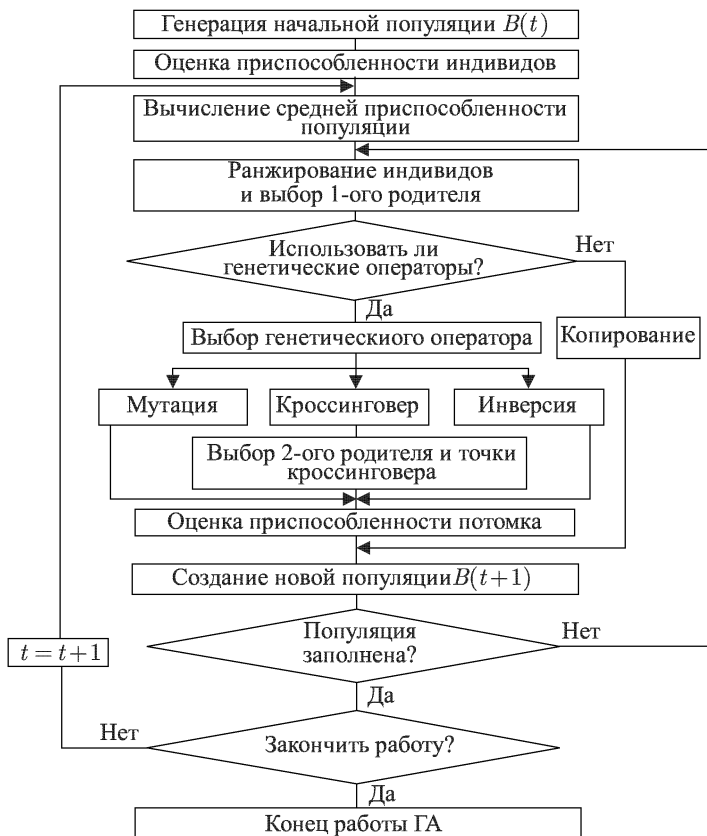 Генерация начальной популяции B(t)
Оценка приспособленности индивидов
Вычисление средней приспособленности
популяции
Ранжирование индивидов
и выбор 1-ого родителя
Использовать ли
генетические операторы?
Нет
Да
Выбор генетическиого оператора
Копирование
Мутация
Кроссинговер
Инверсия
Выбор 2-ого родителя и точки
кроссинговера
Оценка приспособленности потомка
Создание новой популяции B(t+1)
Популяция
заполнена?
Нет
t = t+1
Да
Нет
Закончить работу?
Да
Конец работы ГА